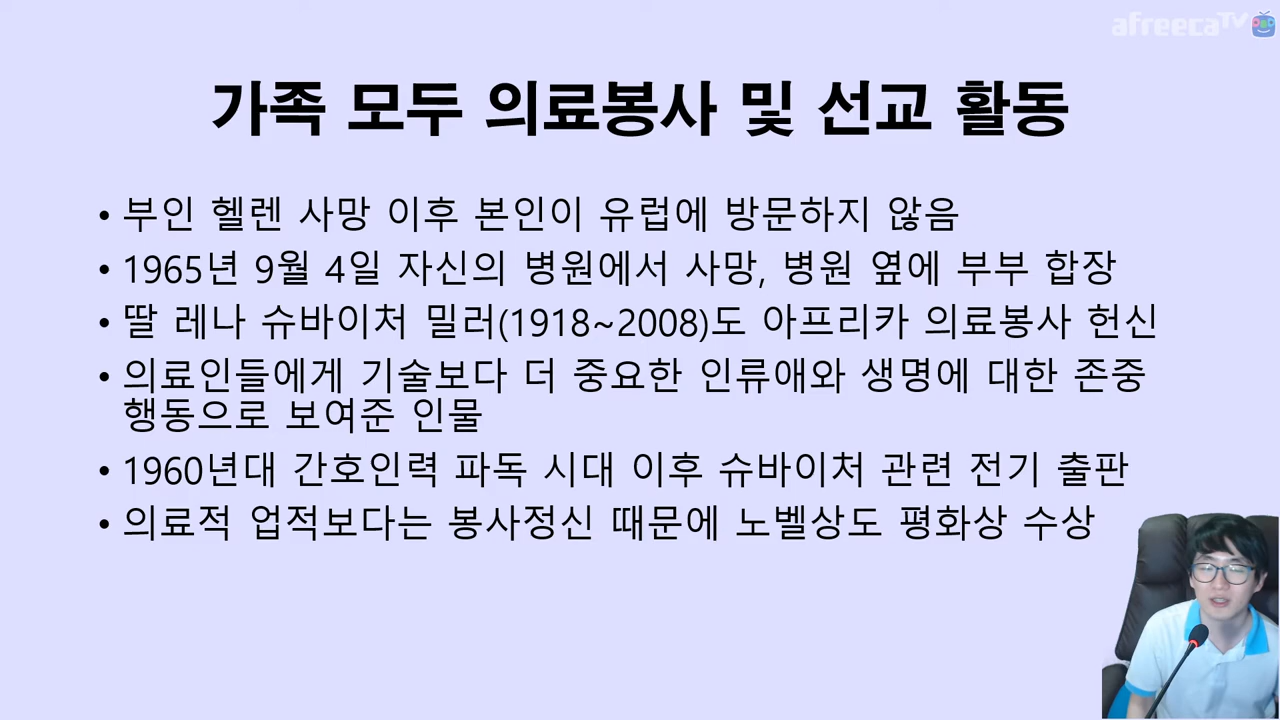 afreecaTV
가족 모두 의료봉사 및 선교 활동
• 부인 헬렌 사망 이후 본인이 유럽에 방문하지 않음
• 1965년 9월 4일 자신의 병원에서 사망, 병원 옆에 부부 합장
• 딸 레나 슈바이처 밀러(1918~2008)도 아프리카 의료봉사 헌신
• 의료인들에게 기술보다 더 중요한 인류애와 생명에 대한 존중
행동으로 보여준 인물
• 1960년대 간호인력 파독 시대 이후 슈바이처 관련 전기 출판
• 의료적 업적보다는 봉사정신 때문에 노벨상도 평화상 수상